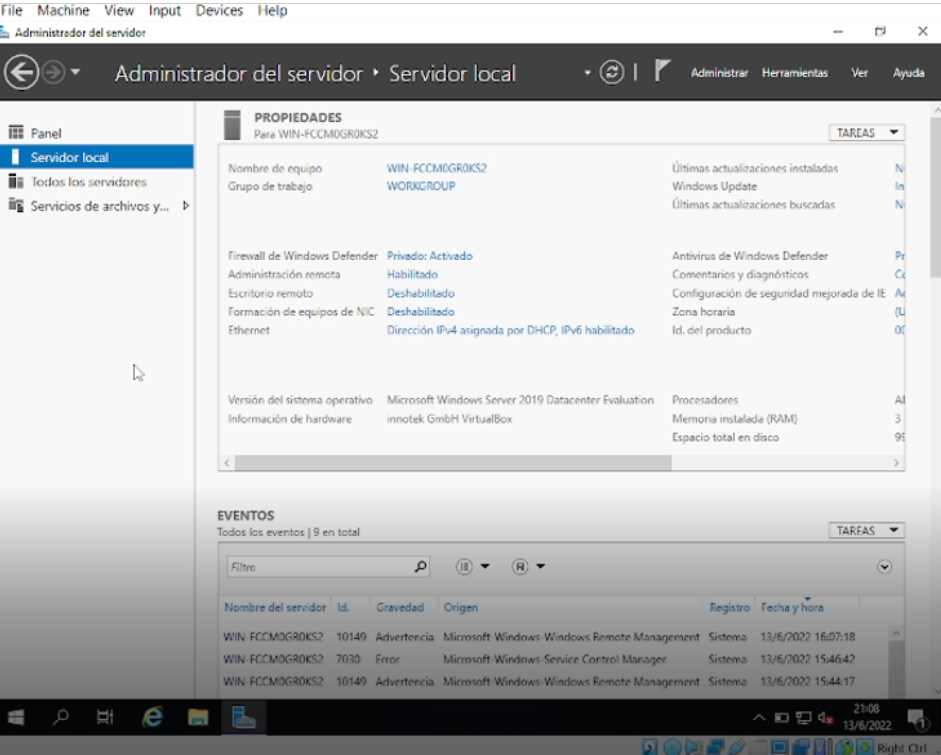 File Machine View Input Devices Help
Administrador del servidor
Administrador del servidor Servidor local
Administrar Herramientas Ver Ayuda
Panel
Servidor local
Todos los servidores
Servicios de archivos y...
PROPIEDADES
Para WIN-FCCM0GR0KS2
TAREAS
Nombre de equipo WIN-FCCM0GR0KS2 Últimas actualizaciones instaladas
Grupo de trabajo WORKGROUP Windows Update
Últimas actualizaciones buscadas
Firewall de Windows Defender Privado: Activado Antivirus de Windows Defender
Administración remota Habilitado Comentarios y diagnósticos
Escritorio remoto Deshabilitado Configuración de seguridad mejorada de IE
Formación de equipos de NIC Deshabilitado Zona horaria
Ethernet Dirección IPv4 asignada por DHCP, IPv6 habilitado Id. del producto
Versión del sistema operativo Microsoft Windows Server 2019 Datacenter Evaluation Procesadores
Información de hardware innotek GmbH VirtualBox Memoria instalada (RAM) 3
Espacio total en disco
EVENTOS
Todos los eventos | 9 en total
TAREAS
Filtro
Nombre del servidor Id. Gravedad Origen Registro Fecha y hora
WIN-FCCM0GR0KS2 10149 Advertencia Microsoft-Windows-Windows Remote Management Sistema 13/6/2022 16:07:18
WIN-FCCM0GR0KS2 7030 Error Microsoft-Windows-Service Control Manager Sistema 13/6/2022 15:46:42
WIN-FCCM0GR0KS2 10149 Advertencia Microsoft-Windows-Windows Remote Management Sistema 13/6/2022 15:44:17
21:08
13/6/2022
1
Right Ctrl